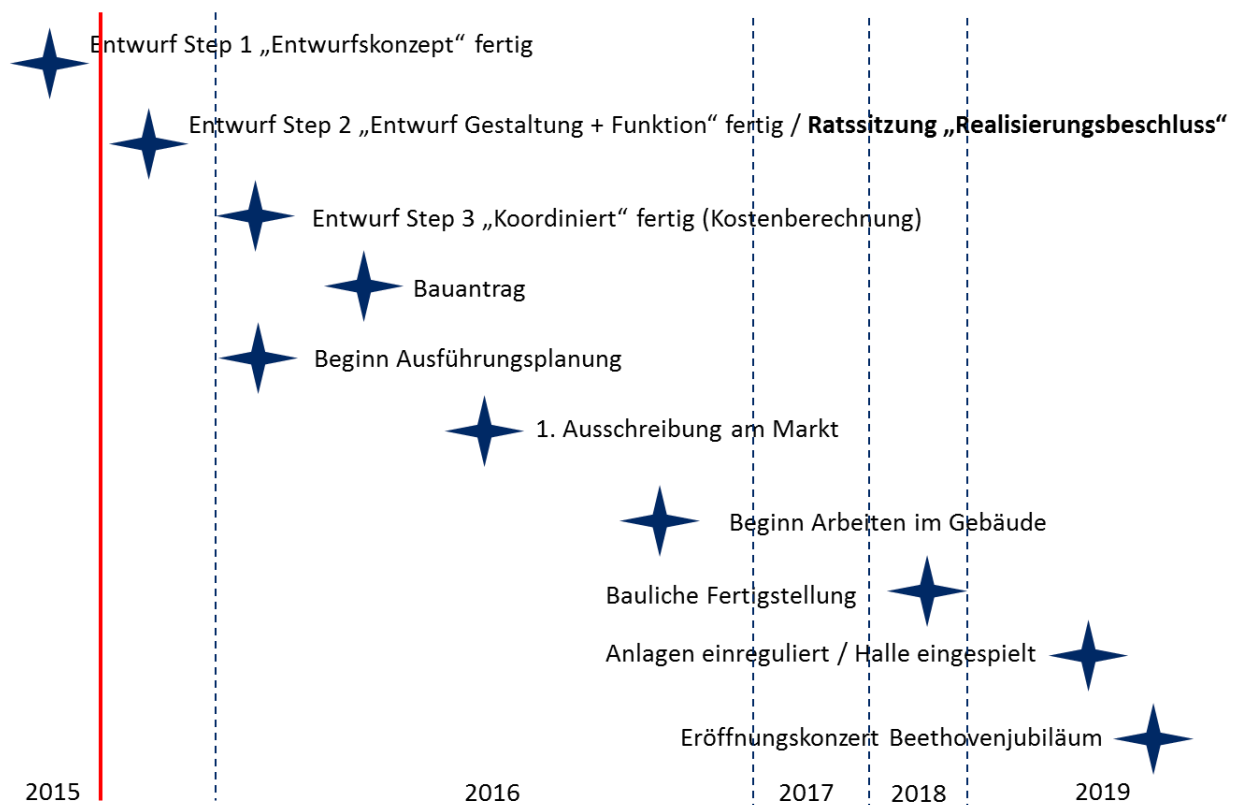 Entwurf Step 1 „Entwurfskonzept“ fertig
Entwurf Step 2 „Entwurf Gestaltung + Funktion“ fertig / Ratssitzung „Realisierungsbeschluss“
Entwurf Step 3 „Koordiniert“ fertig (Kostenberechnung)
Bauantrag
Beginn Ausführungsplanung
1. Ausschreibung am Markt
Beginn Arbeiten im Gebäude
Bauliche Fertigstellung
Anlagen einreguliert / Halle eingespielt
Eröffnungskonzert Beethovenjubiläum
2015 2016 2017 2018 2019